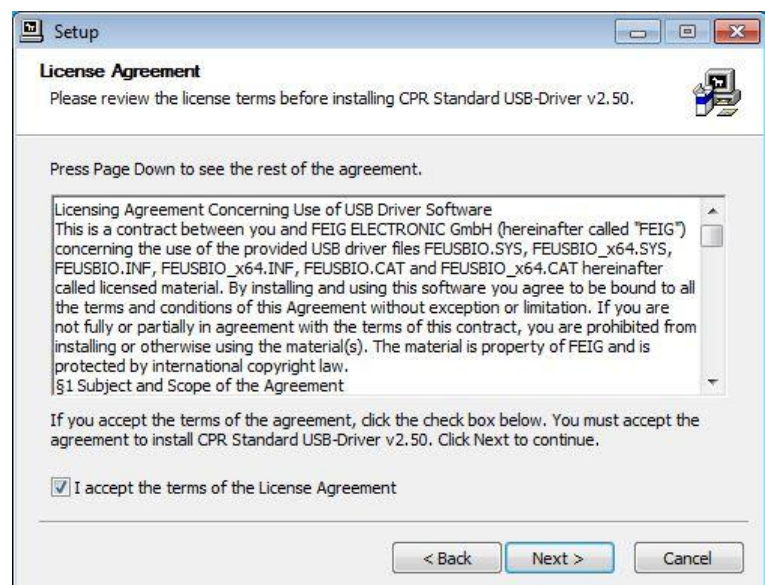 Setup
License Agreement
Please review the license terms before installing CPR Standard USB-Driver v2.50.
Press Page Down to see the rest of the agreement.
Licensing Agreement Concerning Use of USB Driver Software
This is a contract between you and FEIG ELECTRONIC GmbH (hereinafter called "FEIG")
concerning the use of the provided USB driver files FEUSBIO.SYS, FEUSBIO_x64.SYS,
FEUSBIO.INF, FEUSBIO_x64.INF, FEUSBIO.CAT and FEUSBIO_x64.CAT hereinafter
called licensed material. By installing and using this software you agree to be bound to all
the terms and conditions of this Agreement without exception or limitation. If you are
not fully or partially in agreement with the terms of this contract, you are prohibited from
installing or otherwise using the material(s). The material is property of FEIG and is
protected by international copyright law.
§1 Subject and Scope of the Agreement
If you accept the terms of the agreement, click the check box below. You must accept the
agreement to install CPR Standard USB-Driver v2.50. Click Next to continue.
I accept the terms of the License Agreement
< Back Next > Cancel